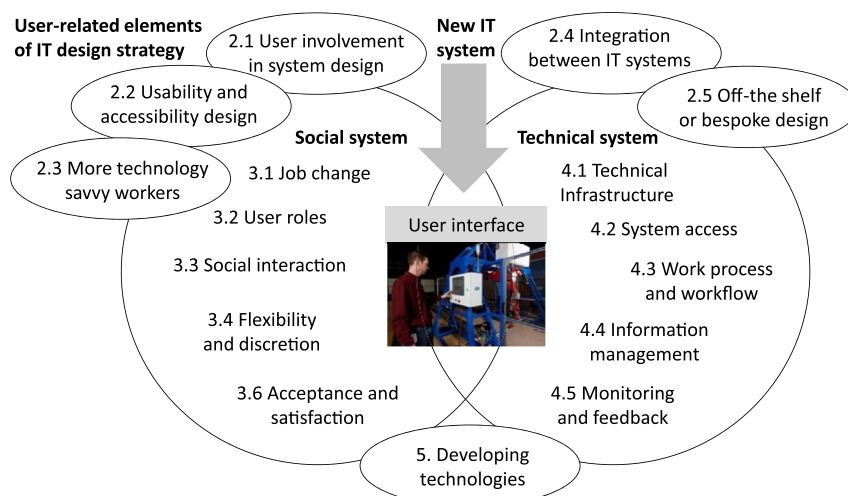 User-related elements
of IT design strategy
2.1 User involvement
in system design
New IT
system
2.4 Integration
between IT systems
2.2 Usability and
accessibility design
2.5 Off-the shelf
or bespoke design
2.3 More technology
savvy workers
Social system
3.1 Job change
3.2 User roles
3.3 Social interaction
3.4 Flexibility
and discretion
3.6 Acceptance and
satisfaction
User interface
Technical system
4.1 Technical
Infrastructure
4.2 System access
4.3 Work process
and workflow
4.4 Information
management
4.5 Monitoring
and feedback
5. Developing
technologies